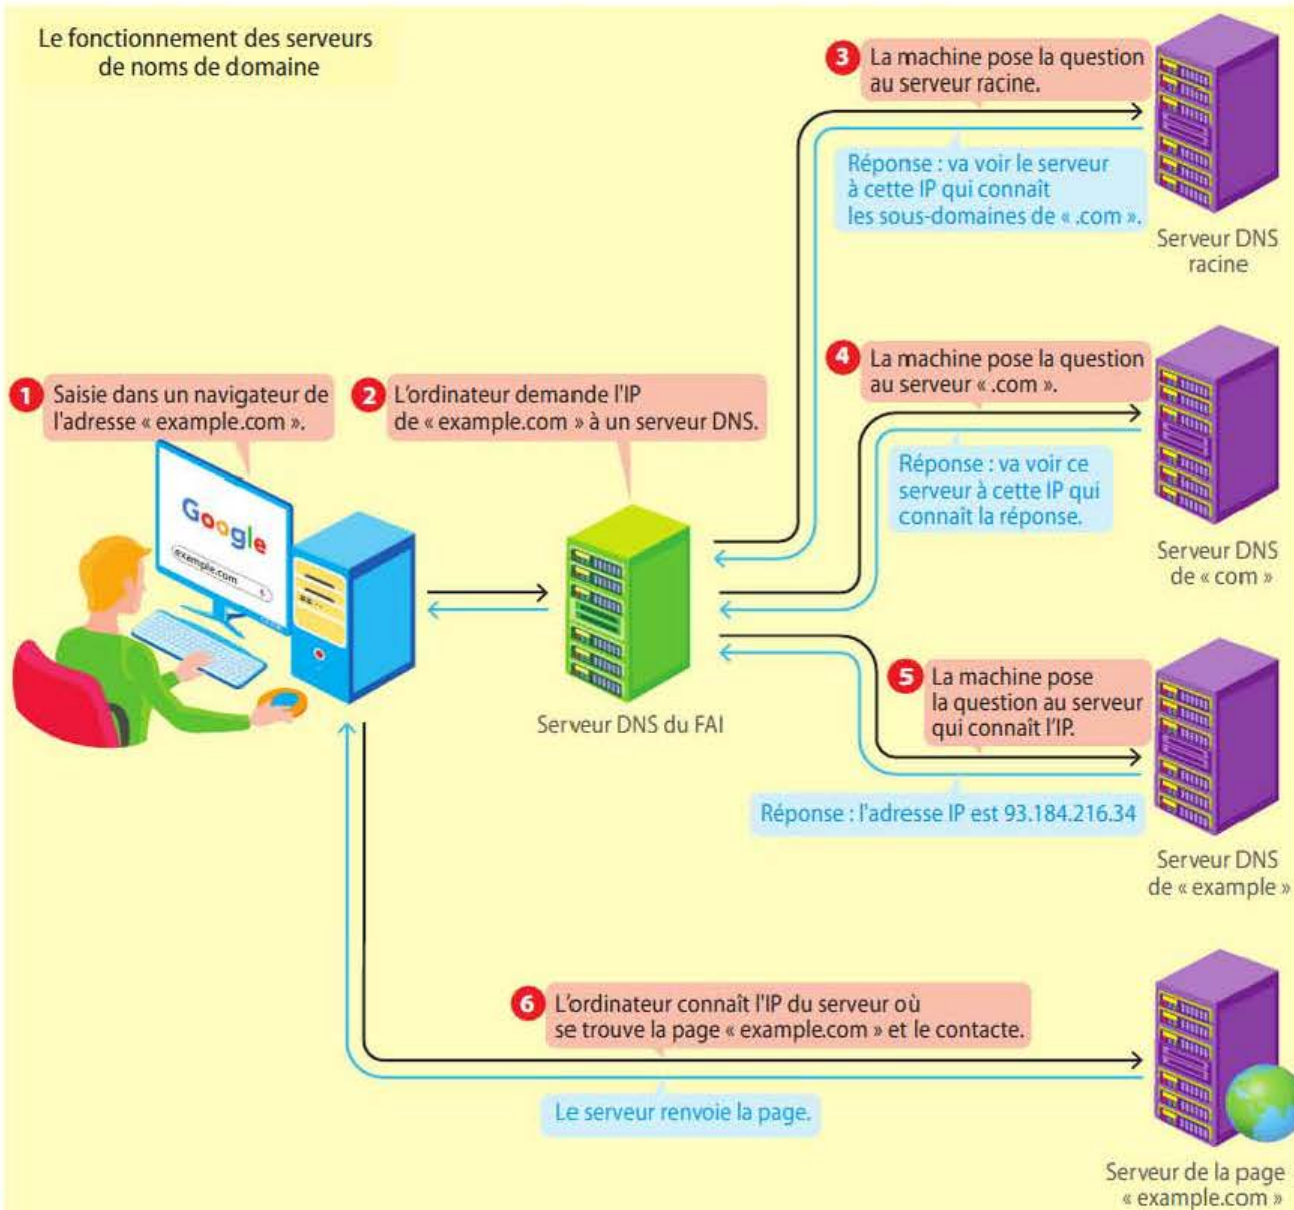 Le fonctionnement des serveurs
de noms de domaine
3 La machine pose la question
au serveur racine.
Réponse : va voir le serveur
à cette IP qui connaît
les sous-domaines de « .com ».
Serveur DNS
racine
1 Saisie dans un navigateur de
l'adresse « example.com ».
2 L'ordinateur demande l'IP
de « example.com » à un serveur DNS.
4 La machine pose la question
au serveur « .com ».
Réponse : va voir ce
serveur à cette IP qui
connaît la réponse.
Serveur DNS
de « com »
Google
example.com
Serveur DNS du FAI
5 La machine pose
la question au serveur
qui connaît l'IP.
Réponse : l'adresse IP est 93.184.216.34
Serveur DNS
de « example »
6 L'ordinateur connaît l'IP du serveur où
se trouve la page « example.com » et le contacte.
Le serveur renvoie la page.
Serveur de la page
« example.com »